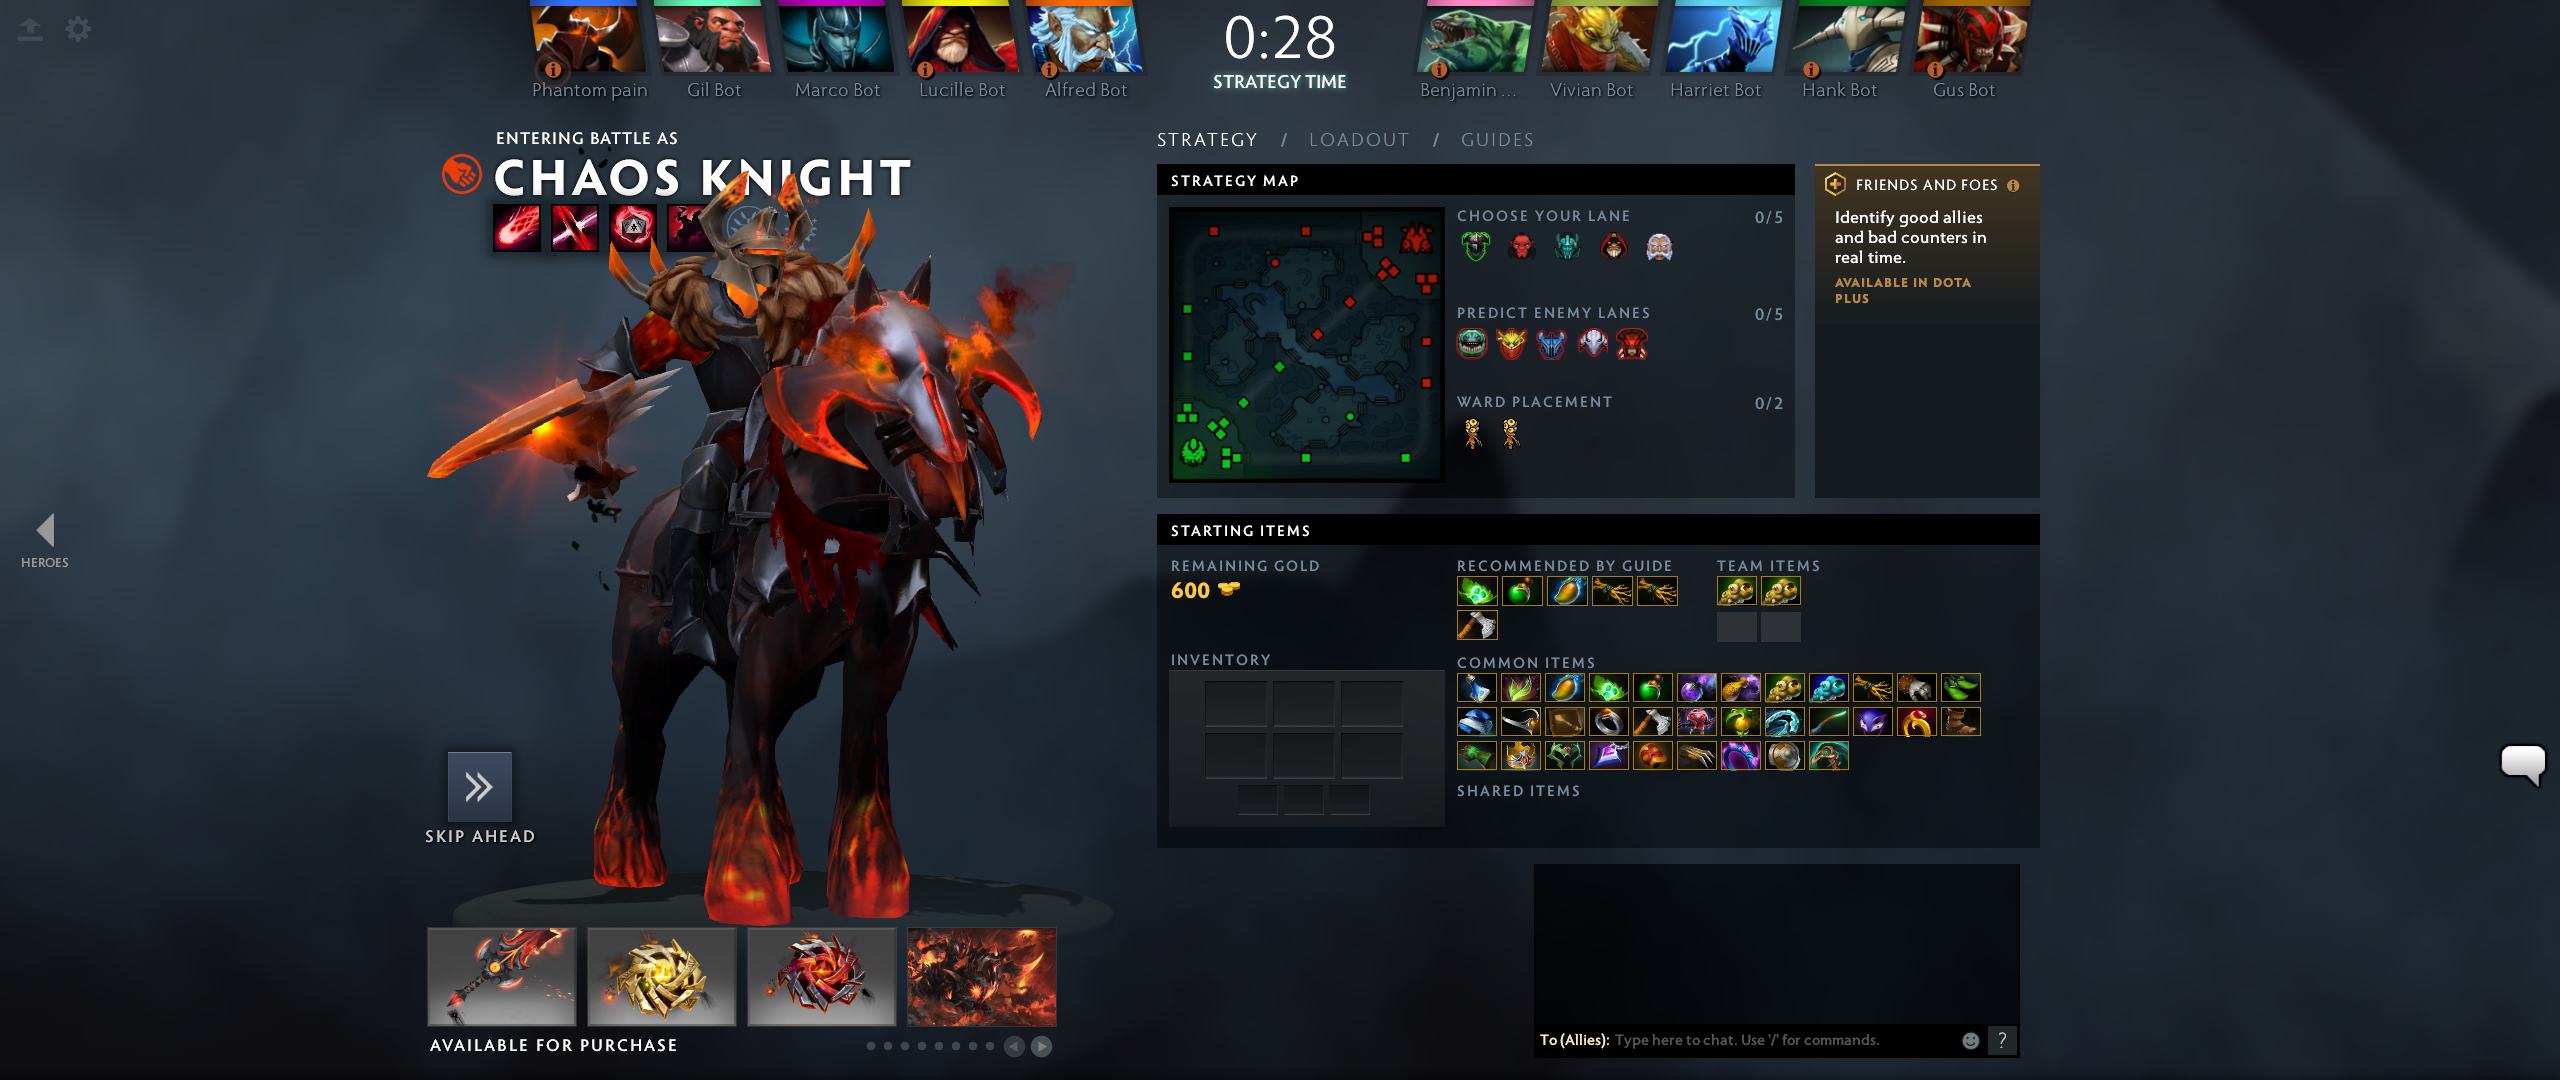 Phantom pain
Gil Bot
Marco Bot
Lucille Bot
Alfred Bot
0:28
STRATEGY TIME
Benjamin ...
Vivian Bot
Harriet Bot
Hank Bot
Gus Bot
ENTERING BATTLE AS
CHAOS KNIGHT
HEROES
SKIP AHEAD
AVAILABLE FOR PURCHASE
STRATEGY / LOADOUT / GUIDES
STRATEGY MAP
CHOOSE YOUR LANE 0/5
PREDICT ENEMY LANES 0/5
WARD PLACEMENT 0/2
FRIENDS AND FOES
Identify good allies
and bad counters in
real time.
AVAILABLE IN DOTA
PLUS
STARTING ITEMS
REMAINING GOLD
600
INVENTORY
RECOMMENDED BY GUIDE
TEAM ITEMS
COMMON ITEMS
SHARED ITEMS
To (Allies): Type here to chat. Use '/' for commands.
?